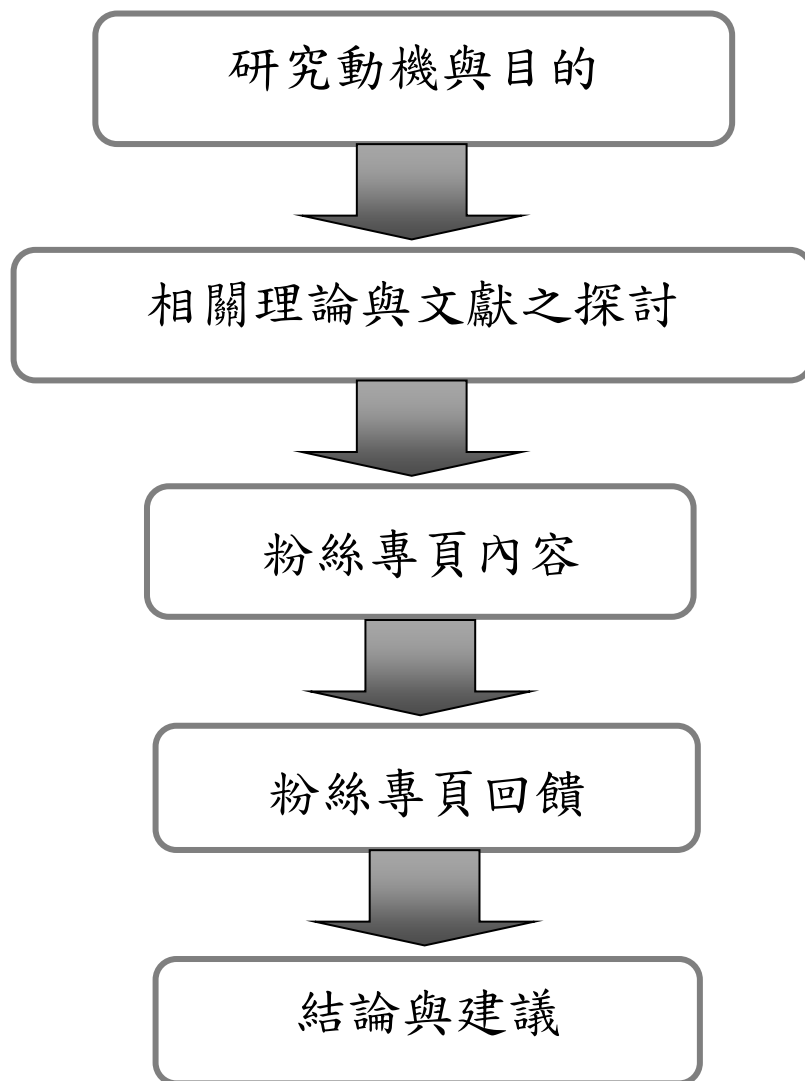 研究動機與目的
相關理論與文獻之探討
粉絲專頁內容
粉絲專頁回饋
結論與建議